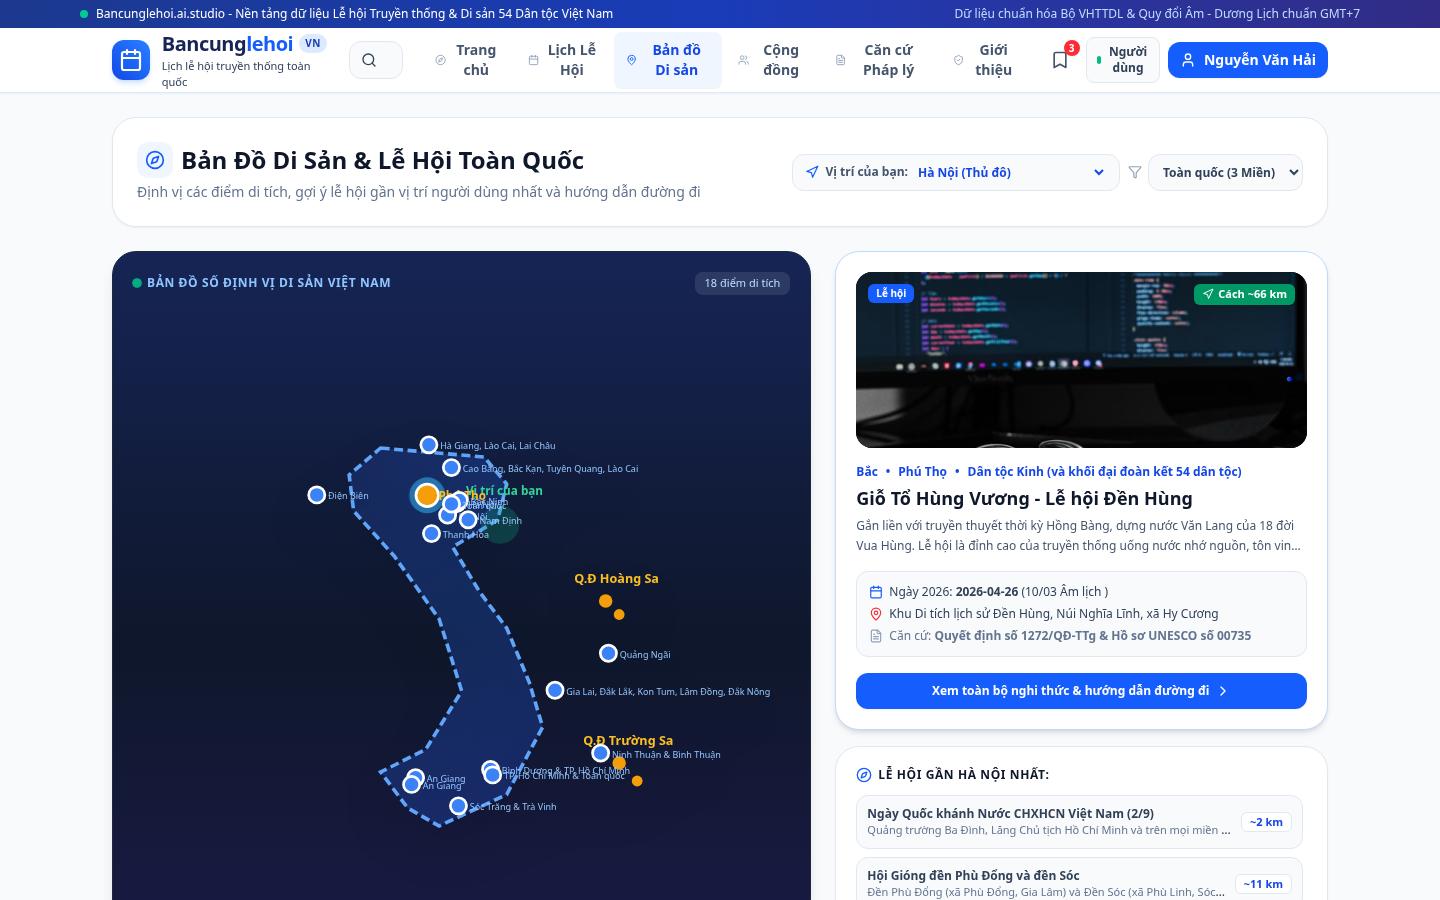 Bancunglehoi.ai.studio - Nền tảng dữ liệu Lễ hội Truyền thống & Di sản 54 Dân tộc Việt Nam
Dữ liệu chuẩn hóa Bộ VHTTDL & Quy đổi Âm - Dương Lịch chuẩn GMT+7
Bancunglehoi VN
Lịch lễ hội truyền thống toàn
quốc
Trang
chủ
Lịch Lễ
Hội
Bản đồ
Di sản
Cộng
đồng
Căn cứ
Pháp lý
Giới
thiệu
3
Người
dùng
Nguyễn Văn Hải
Bản Đồ Di Sản & Lễ Hội Toàn Quốc
Định vị các điểm di tích, gợi ý lễ hội gần vị trí người dùng nhất và hướng dẫn đường đi
Vị trí của bạn: Hà Nội (Thủ đô)
Toàn quốc (3 Miền)
BẢN ĐỒ SỐ ĐỊNH VỊ DI SẢN VIỆT NAM
18 điểm di tích
Hà Giang, Lào Cai, Lai Châu
Cao Bằng, Bắc Kạn, Tuyên Quang, Lào Cai
Vị trí của bạn
Điện Biên
Nam Định
Thanh Hóa
Q.Đ Hoàng Sa
Quảng Ngãi
Gia Lai, Đắk Lắk, Kon Tum, Lâm Đồng, Đắk Nông
Q.Đ Trường Sa
Ninh Thuận & Bình Thuận
Bình Dương & TP. Hồ Chí Minh
TP. Hồ Chí Minh & Toàn quốc
An Giang
An Giang
Sóc Trăng & Trà Vinh
Lễ hội
Cách ~66 km
Bắc • Phú Thọ • Dân tộc Kinh (và khối đại đoàn kết 54 dân tộc)
Giỗ Tổ Hùng Vương - Lễ hội Đền Hùng
Gắn liền với truyền thuyết thời kỳ Hồng Bàng, dựng nước Văn Lang của 18 đời
Vua Hùng. Lễ hội là đỉnh cao của truyền thống uống nước nhớ nguồn, tôn vin...
Ngày 2026: 2026-04-26 (10/03 Âm lịch )
Khu Di tích lịch sử Đền Hùng, Núi Nghĩa Lĩnh, xã Hy Cương
Căn cứ: Quyết định số 1272/QĐ-TTg & Hồ sơ UNESCO số 00735
Xem toàn bộ nghi thức & hướng dẫn đường đi
LỄ HỘI GẦN HÀ NỘI NHẤT:
Ngày Quốc khánh Nước CHXHCN Việt Nam (2/9)
Quảng trường Ba Đình, Lăng Chủ tịch Hồ Chí Minh và trên mọi miền ...
~2 km
Hội Gióng đền Phù Đổng và đền Sóc
Đền Phù Đổng (xã Phù Đổng, Gia Lâm) và Đền Sóc (xã Phù Linh, Sóc...
~11 km